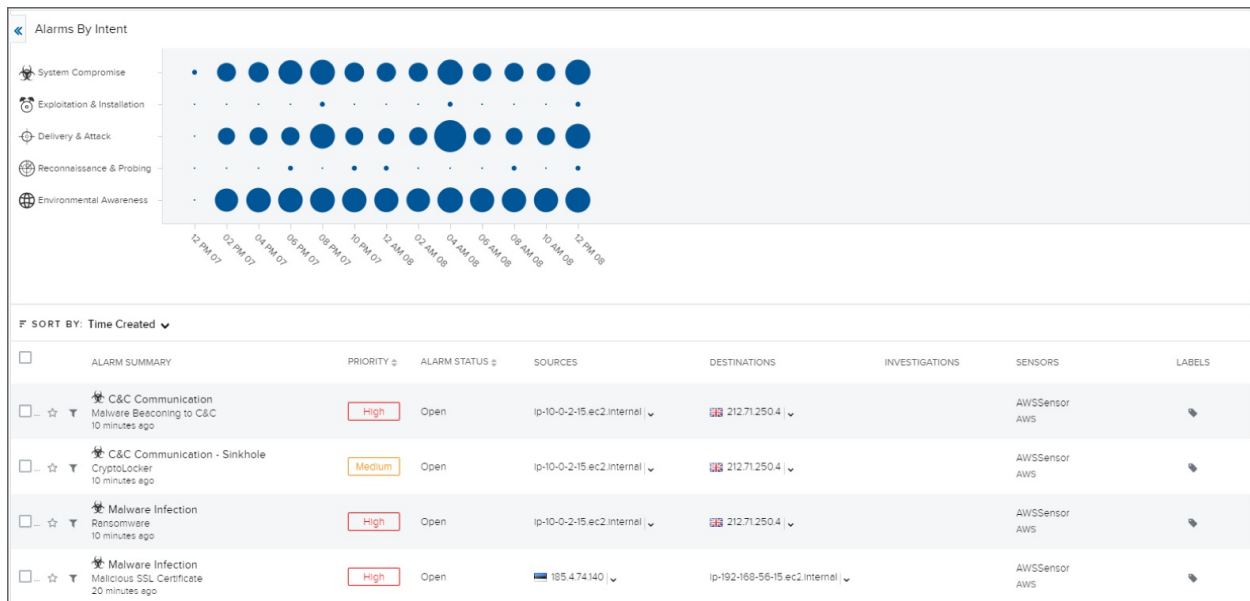 Alarms By Intent
System Compromise
Exploitation & Installation
Delivery & Attack
Reconnaissance & Probing
Environmental Awareness
12 PM 07
02 PM 07
04 PM 07
06 PM 07
08 PM 07
10 PM 07
12 AM 08
02 AM 08
04 AM 08
06 AM 08
08 AM 08
10 AM 08
12 PM 08
SORT BY: Time Created
ALARM SUMMARY PRIORITY ALARM STATUS SOURCES DESTINATIONS INVESTIGATIONS SENSORS LABELS
C&C Communication
Malware Beaconing to C&C
10 minutes ago
High
Open
ip-10-0-2-15.ec2.internal
212.71.250.4
AWSSensor
AWS
C&C Communication - Sinkhole
CryptoLocker
10 minutes ago
Medium
Open
ip-10-0-2-15.ec2.internal
212.71.250.4
AWSSensor
AWS
Malware Infection
Ransomware
10 minutes ago
High
Open
ip-10-0-2-15.ec2.internal
212.71.250.4
AWSSensor
AWS
Malware Infection
Malicious SSL Certificate
20 minutes ago
High
Open
185.4.74.140
ip-192-168-56-15.ec2.internal
AWSSensor
AWS